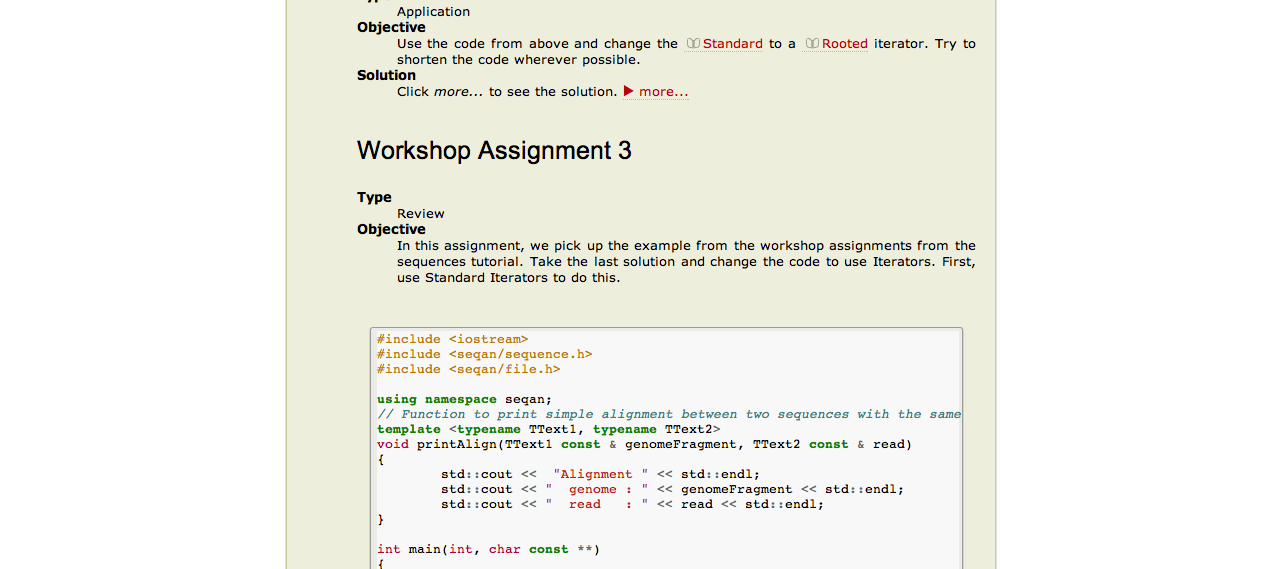 Application
Objective
Use the code from above and change the Standard to a Rooted iterator. Try to
shorten the code wherever possible.
Solution
Click more... to see the solution. ▶ more...
Workshop Assignment 3
Type
Review
Objective
In this assignment, we pick up the example from the workshop assignments from the
sequences tutorial. Take the last solution and change the code to use Iterators. First,
use Standard Iterators to do this.
#include <iostream>
#include <seqan/sequence.h>
#include <seqan/file.h>
using namespace seqan;
// Function to print simple alignment between two sequences with the same
template <typename TText1, typename TText2>
void printAlign(TText1 const & genomeFragment, TText2 const & read)
{
std::cout <<  "Alignment " << std::endl;
std::cout << "  genome : " << genomeFragment << std::endl;
std::cout << "  read   : " << read << std::endl;
}
int main(int, char const **)
{